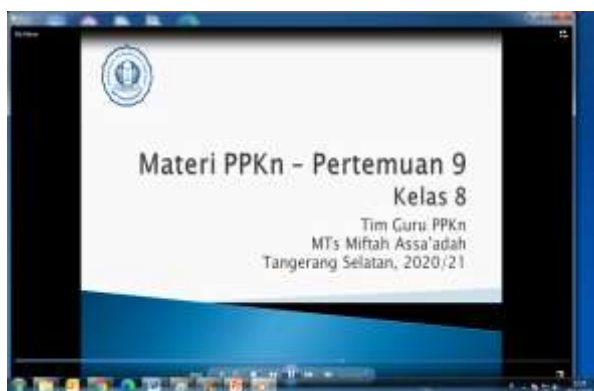 Materi PPKn – Pertemuan 9
Kelas 8
Tim Guru PPKn
MTs Miftah Assa'adah
Tangerang Selatan, 2020/21